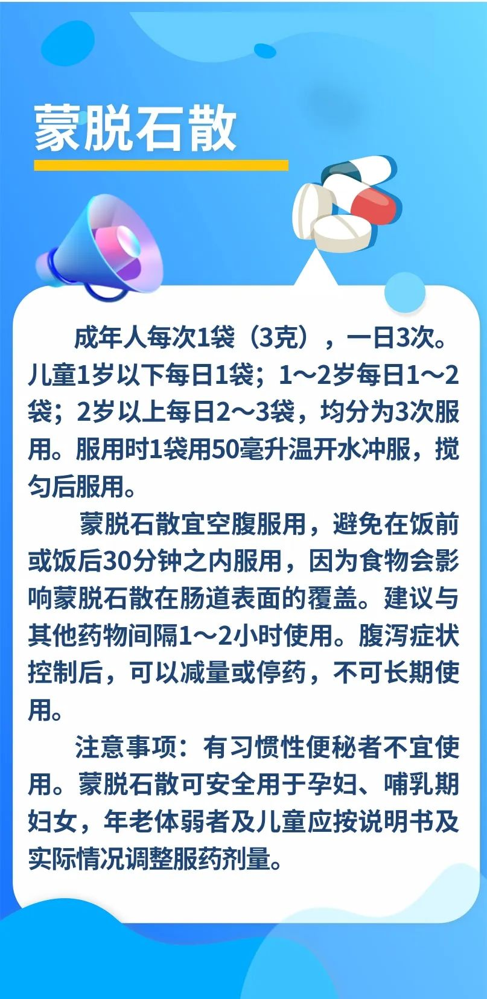 蒙脱石散
成年人每次1袋（3克），一日3次。
儿童1岁以下每日1袋；1～2岁每日1～2
袋；2岁以上每日2～3袋，均分为3次服
用。服用时1袋用50毫升温开水冲服，搅
匀后服用。
蒙脱石散宜空腹服用，避免在饭前
或饭后30分钟之内服用，因为食物会影
响蒙脱石散在肠道表面的覆盖。建议与
其他药物间隔1～2小时使用。腹泻症状
控制后，可以减量或停药，不可长期使
用。
注意事项：有习惯性便秘者不宜使
用。蒙脱石散可安全用于孕妇、哺乳期
妇女，年老体弱者及儿童应按说明书及
实际情况调整服药剂量。